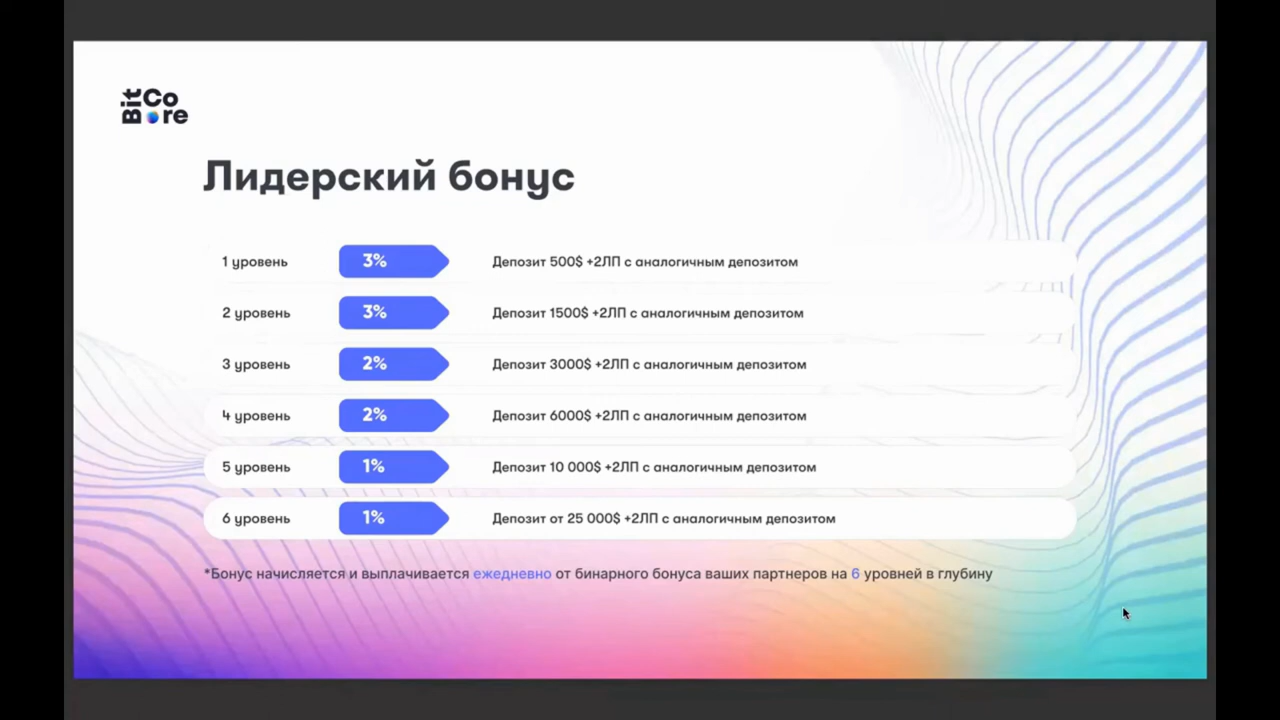 Bit Core
Лидерский бонус
1 уровень 3% Депозит 500$ +2ЛП с аналогичным депозитом
2 уровень 3% Депозит 1500$ +2ЛП с аналогичным депозитом
3 уровень 2% Депозит 3000$ +2ЛП с аналогичным депозитом
4 уровень 2% Депозит 6000$ +2ЛП с аналогичным депозитом
5 уровень 1% Депозит 10 000$ +2ЛП с аналогичным депозитом
6 уровень 1% Депозит от 25 000$ +2ЛП с аналогичным депозитом
*Бонус начисляется и выплачивается ежедневно от бинарного бонуса ваших партнеров на 6 уровней в глубину